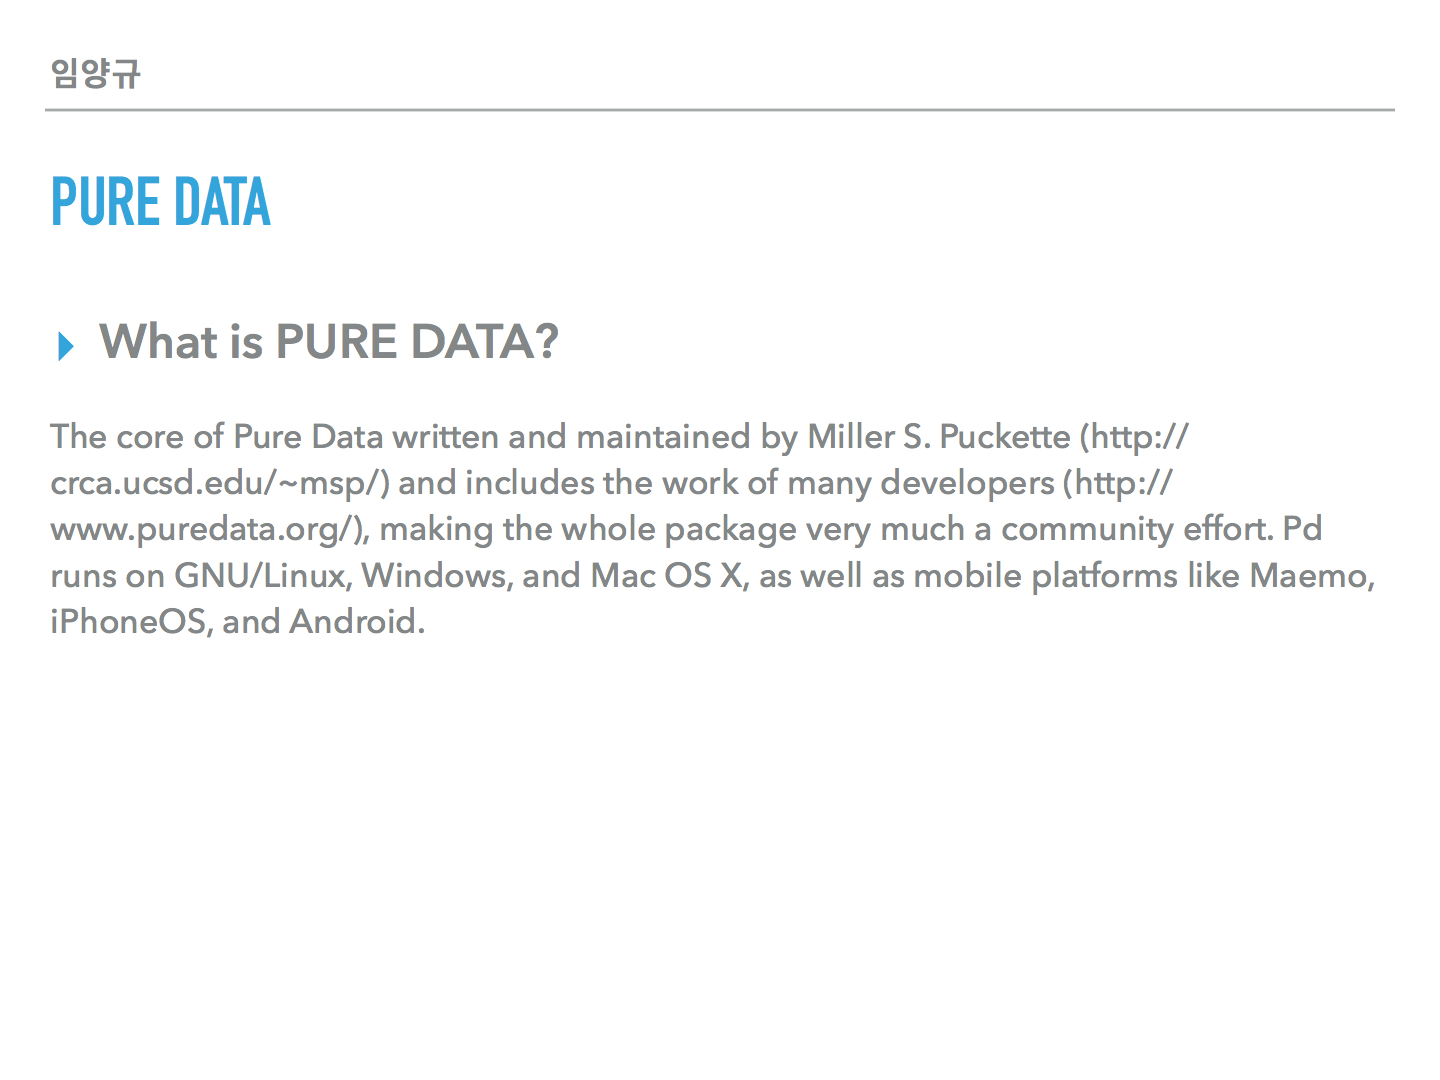 임양규
PURE DATA
▸ What is PURE DATA?
The core of Pure Data written and maintained by Miller S. Puckette (http://
crca.ucsd.edu/~msp/) and includes the work of many developers (http://
www.puredata.org/), making the whole package very much a community effort. Pd
runs on GNU/Linux, Windows, and Mac OS X, as well as mobile platforms like Maemo,
iPhoneOS, and Android.